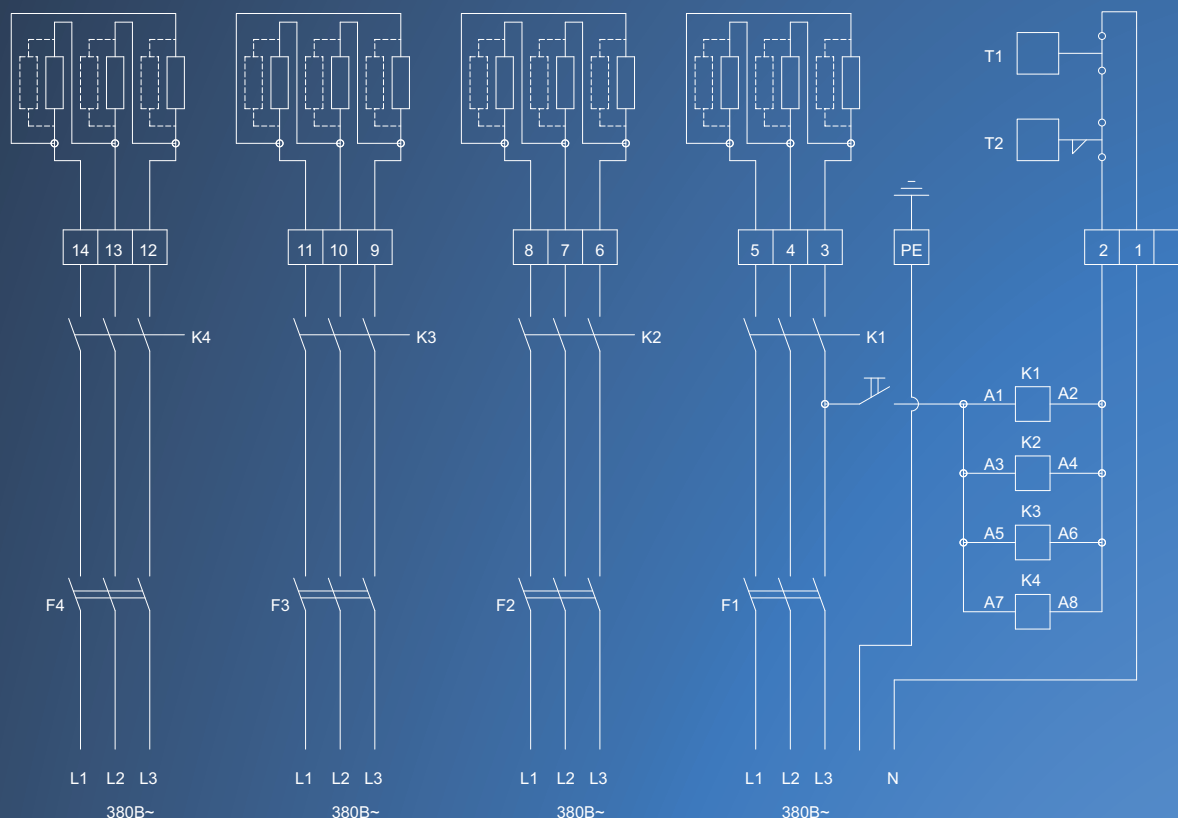 T1
T2
14 13 12
11 10 9
8 7 6
5 4 3
PE
2 1
K4
K3
K2
K1
K1
A1 A2
K2
A3 A4
K3
A5 A6
K4
A7 A8
F4
F3
F2
F1
L1 L2 L3
L1 L2 L3
L1 L2 L3
L1 L2 L3
N
380В~
380В~
380В~
380В~